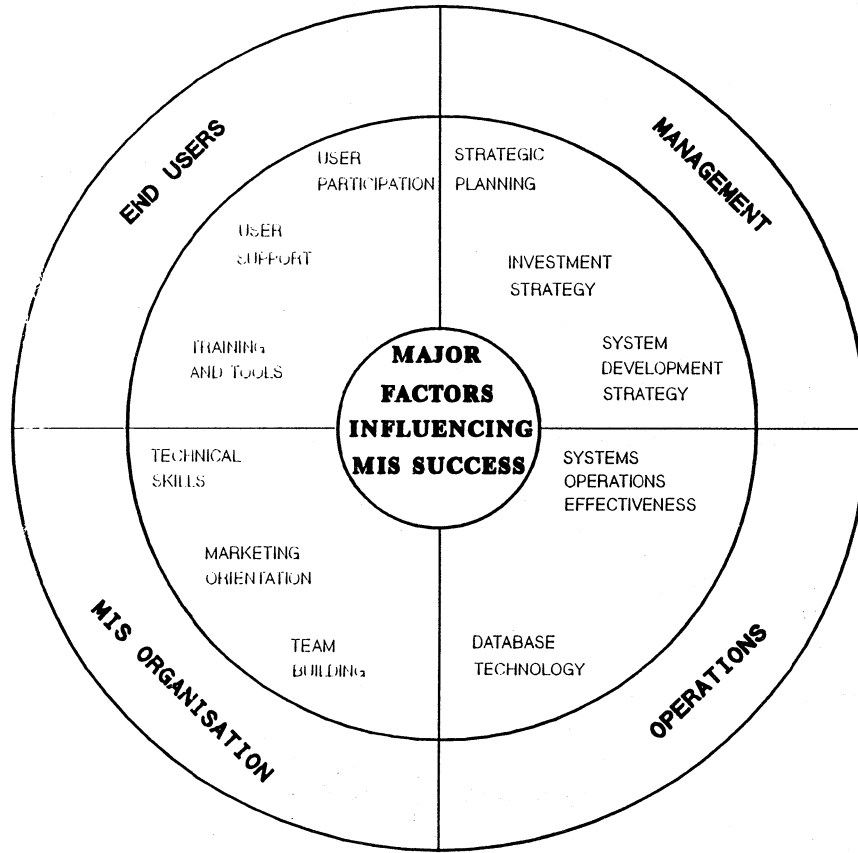 END USERS
MANAGEMENT
USER
PARTICIPATION
STRATEGIC
PLANNING
USER
SUPPORT
INVESTMENT
STRATEGY
TRAINING
AND TOOLS
SYSTEM
DEVELOPMENT
STRATEGY
MAJOR
FACTORS
INFLUENCING
MIS SUCCESS
TECHNICAL
SKILLS
SYSTEMS
OPERATIONS
EFFECTIVENESS
MARKETING
ORIENTATION
TEAM
BUILDING
DATABASE
TECHNOLOGY
MIS ORGANISATION
OPERATIONS